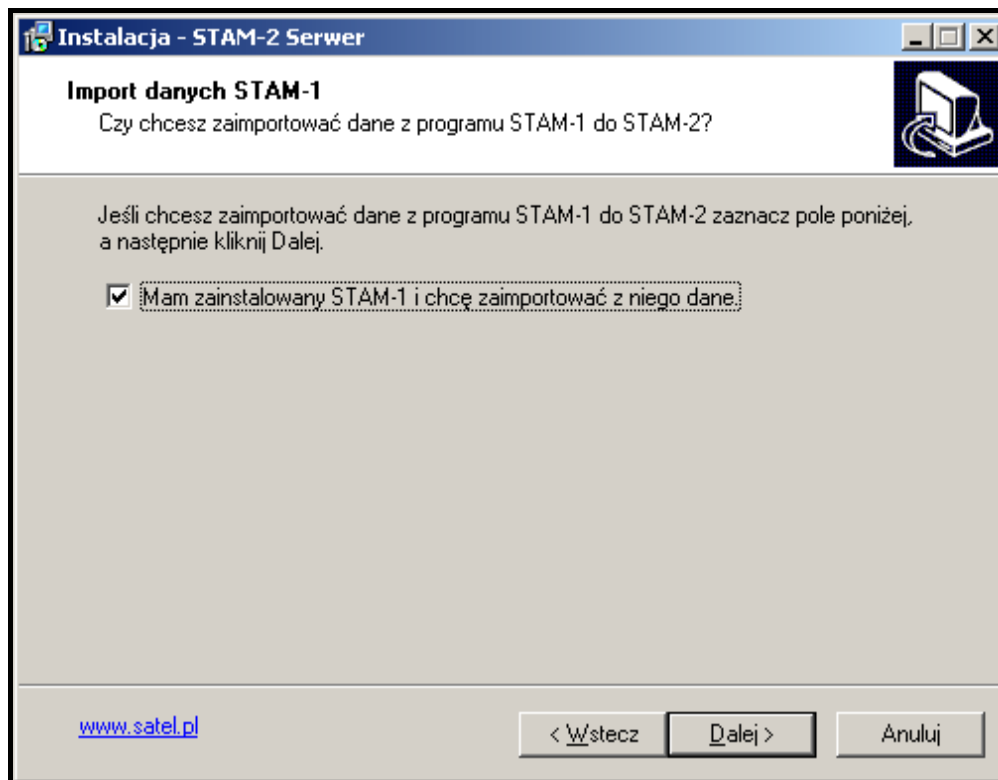 Instalacja - STAM-2 Serwer
Import danych STAM-1
Czy chcesz zaimportować dane z programu STAM-1 do STAM-2?
Jeśli chcesz zaimportować dane z programu STAM-1 do STAM-2 zaznacz pole poniżej,
a następnie kliknij Dalej.
Mam zainstalowany STAM-1 i chcę zaimportować z niego dane.
www.satel.pl
< Wstecz
Dalej >
Anuluj